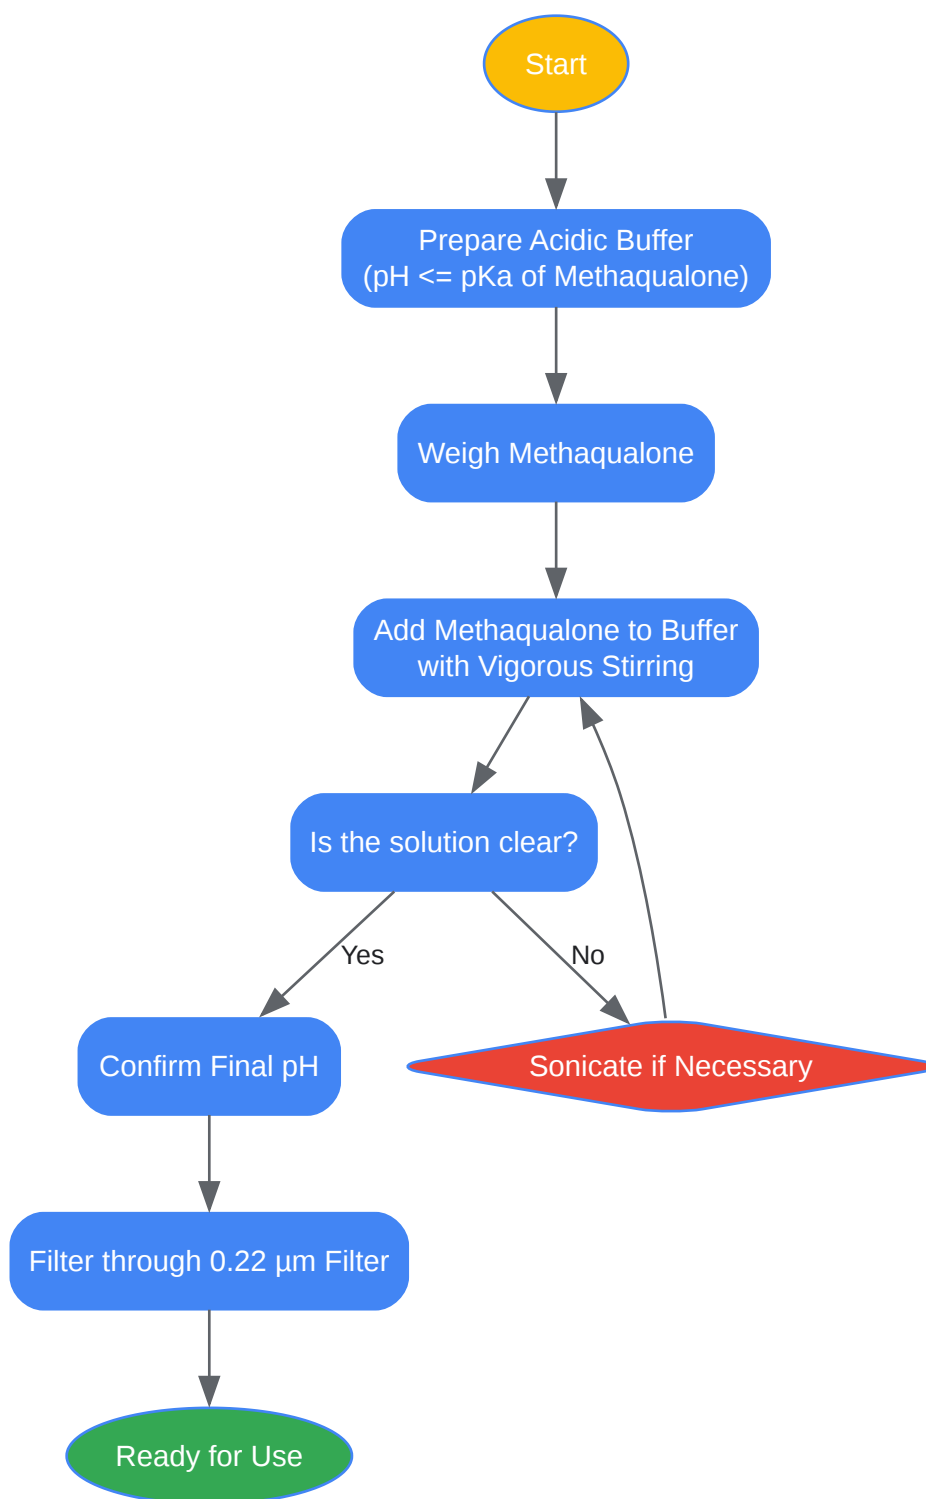 Start
Prepare Acidic Buffer
(pH <= pKa of Methaqualone)
Weigh Methaqualone
Add Methaqualone to Buffer
with Vigorous Stirring
Is the solution clear?
Yes
No
Confirm Final pH
Sonicate if Necessary
Filter through 0.22 µm Filter
Ready for Use